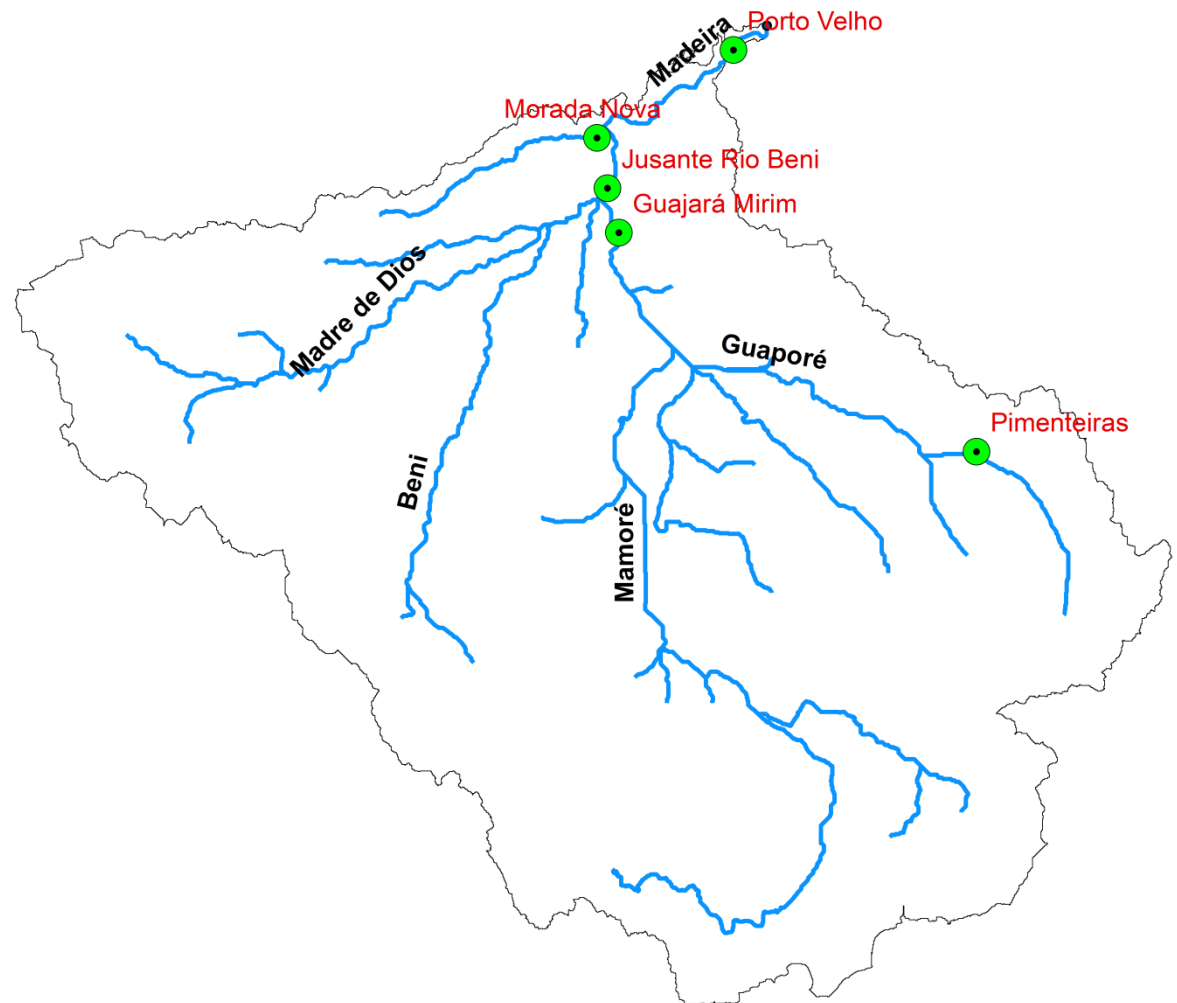 Porto Velho
Madeira
Morada Nova
Jusante Rio Beni
Guajará Mirim
Madre de Dios
Guaporé
Pimenteiras
Beni
Mamoré